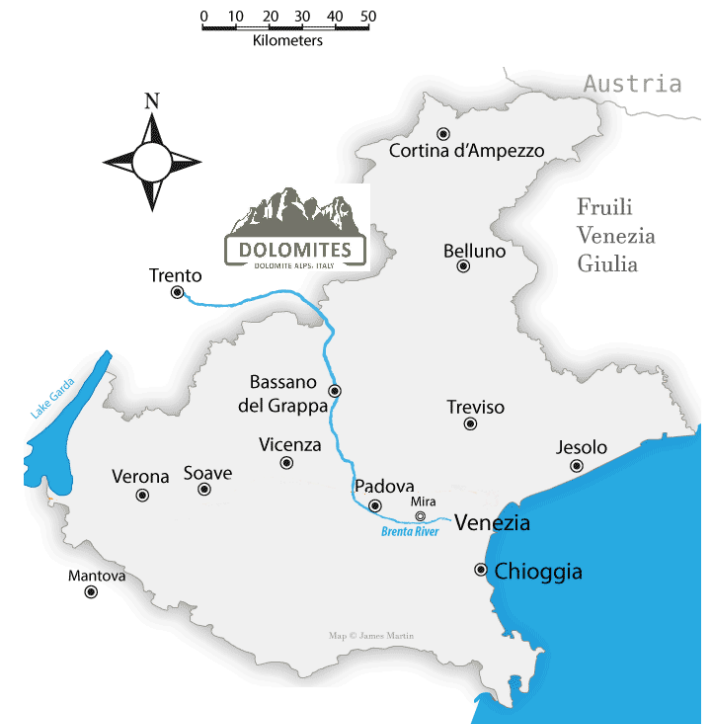 0 10 20 30 40 50
Kilometers
Austria
N
Cortina d'Ampezzo
Fruili
Venezia
Giulia
DOLOMITES
DOLOMITE ALPS, ITALY
Belluno
Trento
Lake Garda
Bassano
del Grappa
Treviso
Vicenza
Jesolo
Verona
Soave
Padova
Mira
Venezia
Brenta River
Chioggia
Mantova
Map © James Martin